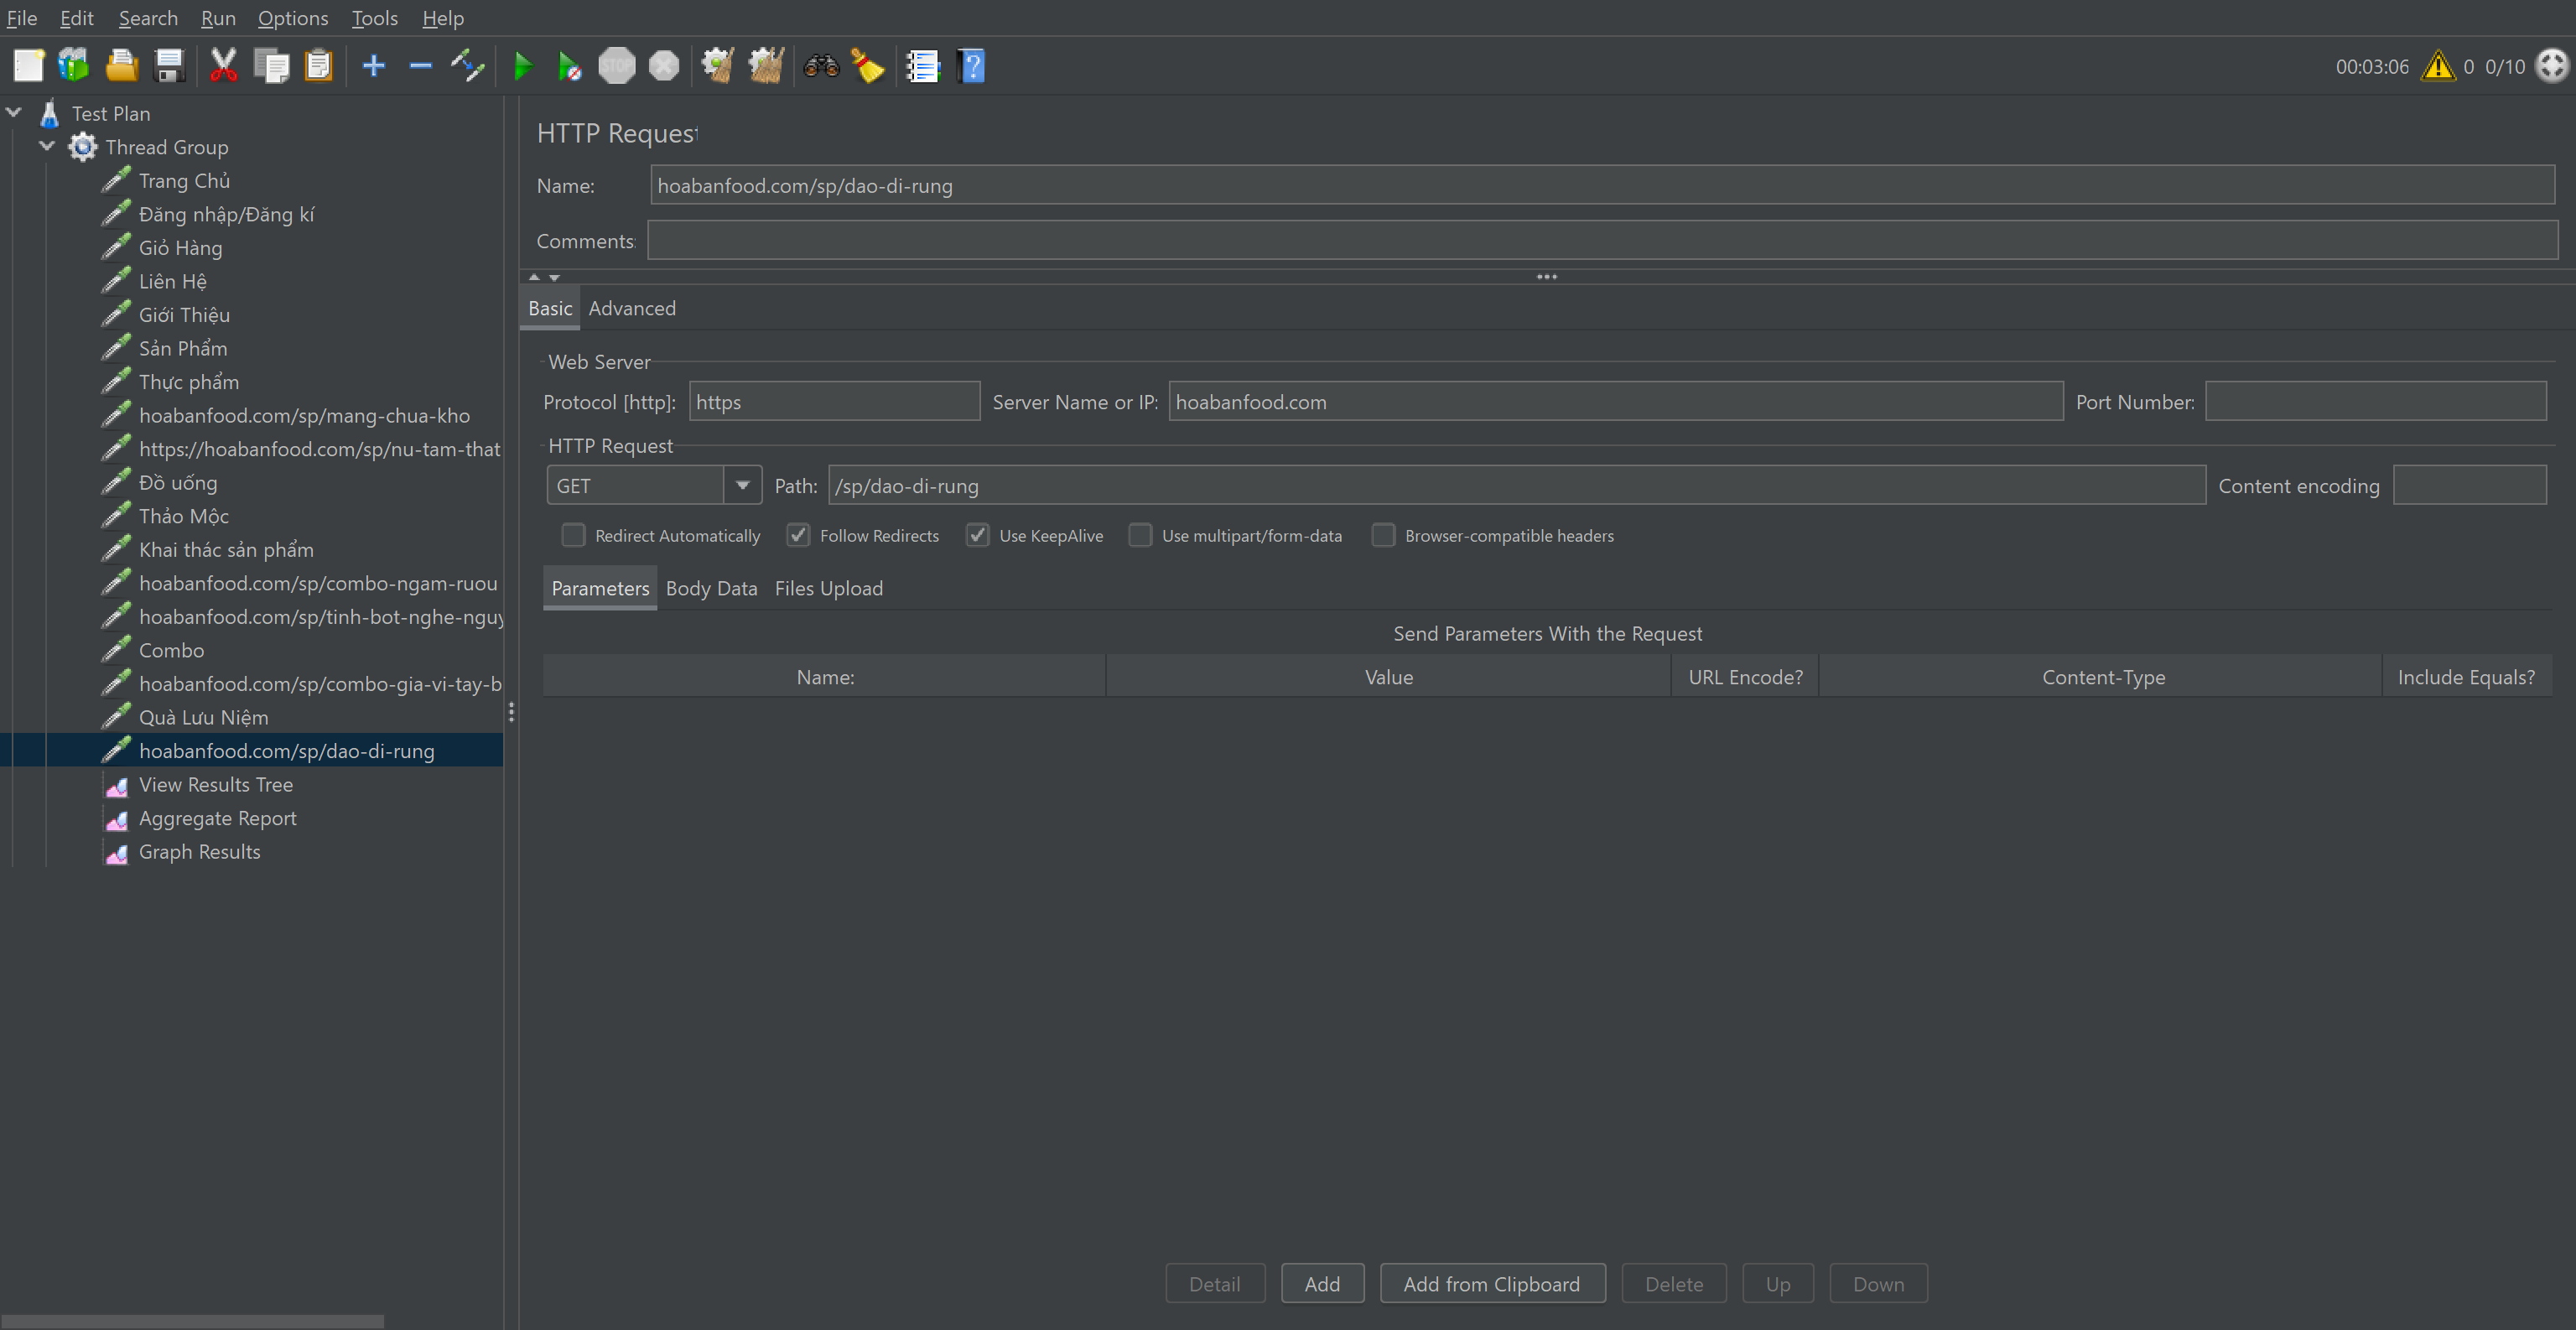 File Edit Search Run Options Tools Help
STOP
00:03:06 0 0/10
Test Plan
Thread Group
Trang Chủ
Đăng nhập/Đăng kí
Giỏ Hàng
Liên Hệ
Giới Thiệu
Sản Phẩm
Thực phẩm
hoabanfood.com/sp/mang-chua-kho
https://hoabanfood.com/sp/nu-tam-that
Đồ uống
Thảo Mộc
Khai thác sản phẩm
hoabanfood.com/sp/combo-ngam-ruou
hoabanfood.com/sp/tinh-bot-nghe-nguy
Combo
hoabanfood.com/sp/combo-gia-vi-tay-b
Quà Lưu Niệm
hoabanfood.com/sp/dao-di-rung
View Results Tree
Aggregate Report
Graph Results
HTTP Request
Name: hoabanfood.com/sp/dao-di-rung
Comments:
Basic Advanced
Web Server
Protocol [http]: https Server Name or IP: hoabanfood.com Port Number:
HTTP Request
GET Path: /sp/dao-di-rung Content encoding
Redirect Automatically Follow Redirects Use KeepAlive Use multipart/form-data Browser-compatible headers
Parameters Body Data Files Upload
Send Parameters With the Request
Name: Value URL Encode? Content-Type Include Equals?
Detail Add Add from Clipboard Delete Up Down